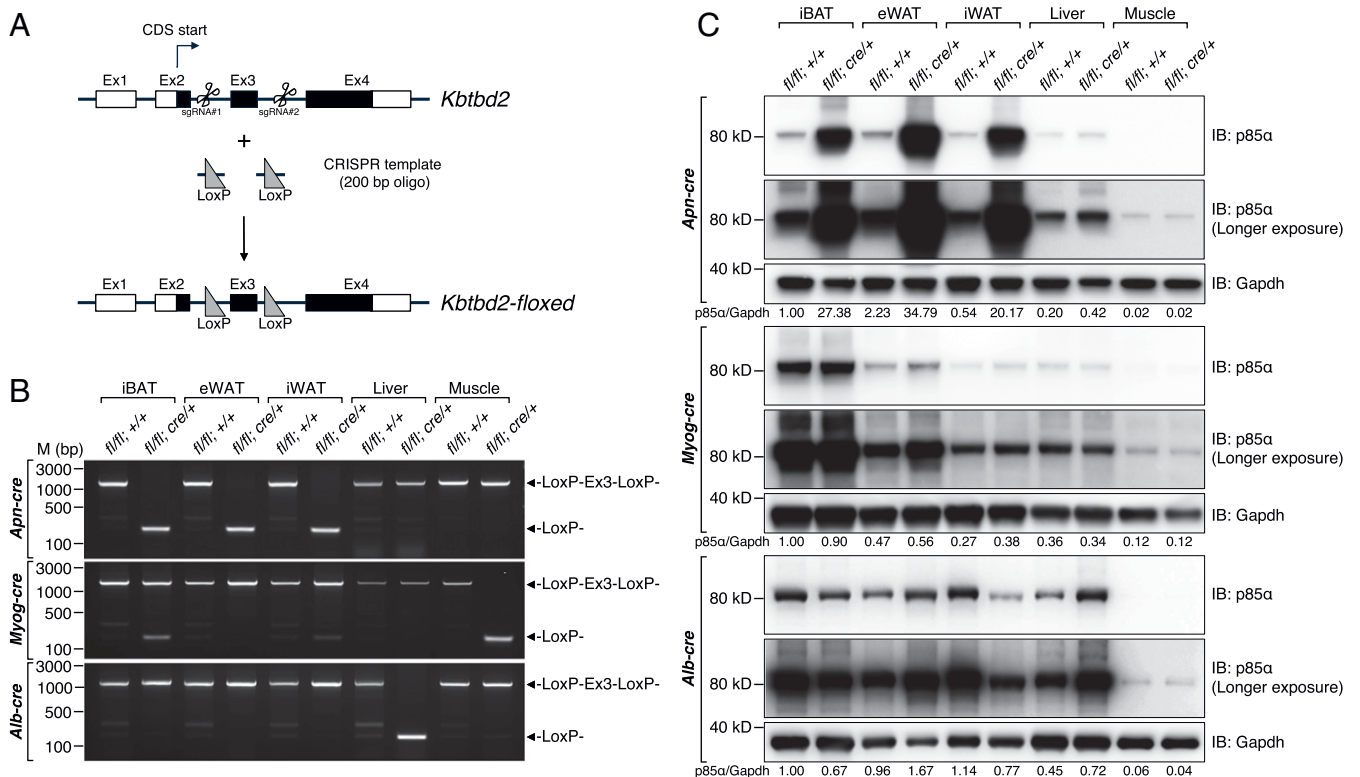 A
CDS start
Ex1 Ex2 Ex3 Ex4
sgRNA#1 sgRNA#2
Kbtbd2
+
CRISPR template
(200 bp oligo)
LoxP LoxP
Ex1 Ex2 Ex3 Ex4
LoxP LoxP
Kbtbd2-floxed
B
iBAT eWAT iWAT Liver Muscle
fl/fl; +/+ fl/fl; cre/+ fl/fl; +/+ fl/fl; cre/+ fl/fl; +/+ fl/fl; cre/+ fl/fl; +/+ fl/fl; cre/+ fl/fl; +/+ fl/fl; cre/+
M (bp)
Apn-cre
3000
1000
500
100
-LoxP-Ex3-LoxP-
-LoxP-
Myog-cre
3000
1000
500
100
-LoxP-Ex3-LoxP-
-LoxP-
Alb-cre
3000
1000
500
100
-LoxP-Ex3-LoxP-
-LoxP-
C
iBAT eWAT iWAT Liver Muscle
fl/fl; +/+ fl/fl; cre/+ fl/fl; +/+ fl/fl; cre/+ fl/fl; +/+ fl/fl; cre/+ fl/fl; +/+ fl/fl; cre/+ fl/fl; +/+ fl/fl; cre/+
Apn-cre
80 kD IB: p85α
80 kD IB: p85α
(Longer exposure)
40 kD IB: Gapdh
p85α/Gapdh 1.00 27.38 2.23 34.79 0.54 20.17 0.20 0.42 0.02 0.02
Myog-cre
80 kD IB: p85α
80 kD IB: p85α
(Longer exposure)
40 kD IB: Gapdh
p85α/Gapdh 1.00 0.90 0.47 0.56 0.27 0.38 0.36 0.34 0.12 0.12
Alb-cre
80 kD IB: p85α
80 kD IB: p85α
(Longer exposure)
40 kD IB: Gapdh
p85α/Gapdh 1.00 0.67 0.96 1.67 1.14 0.77 0.45 0.72 0.06 0.04